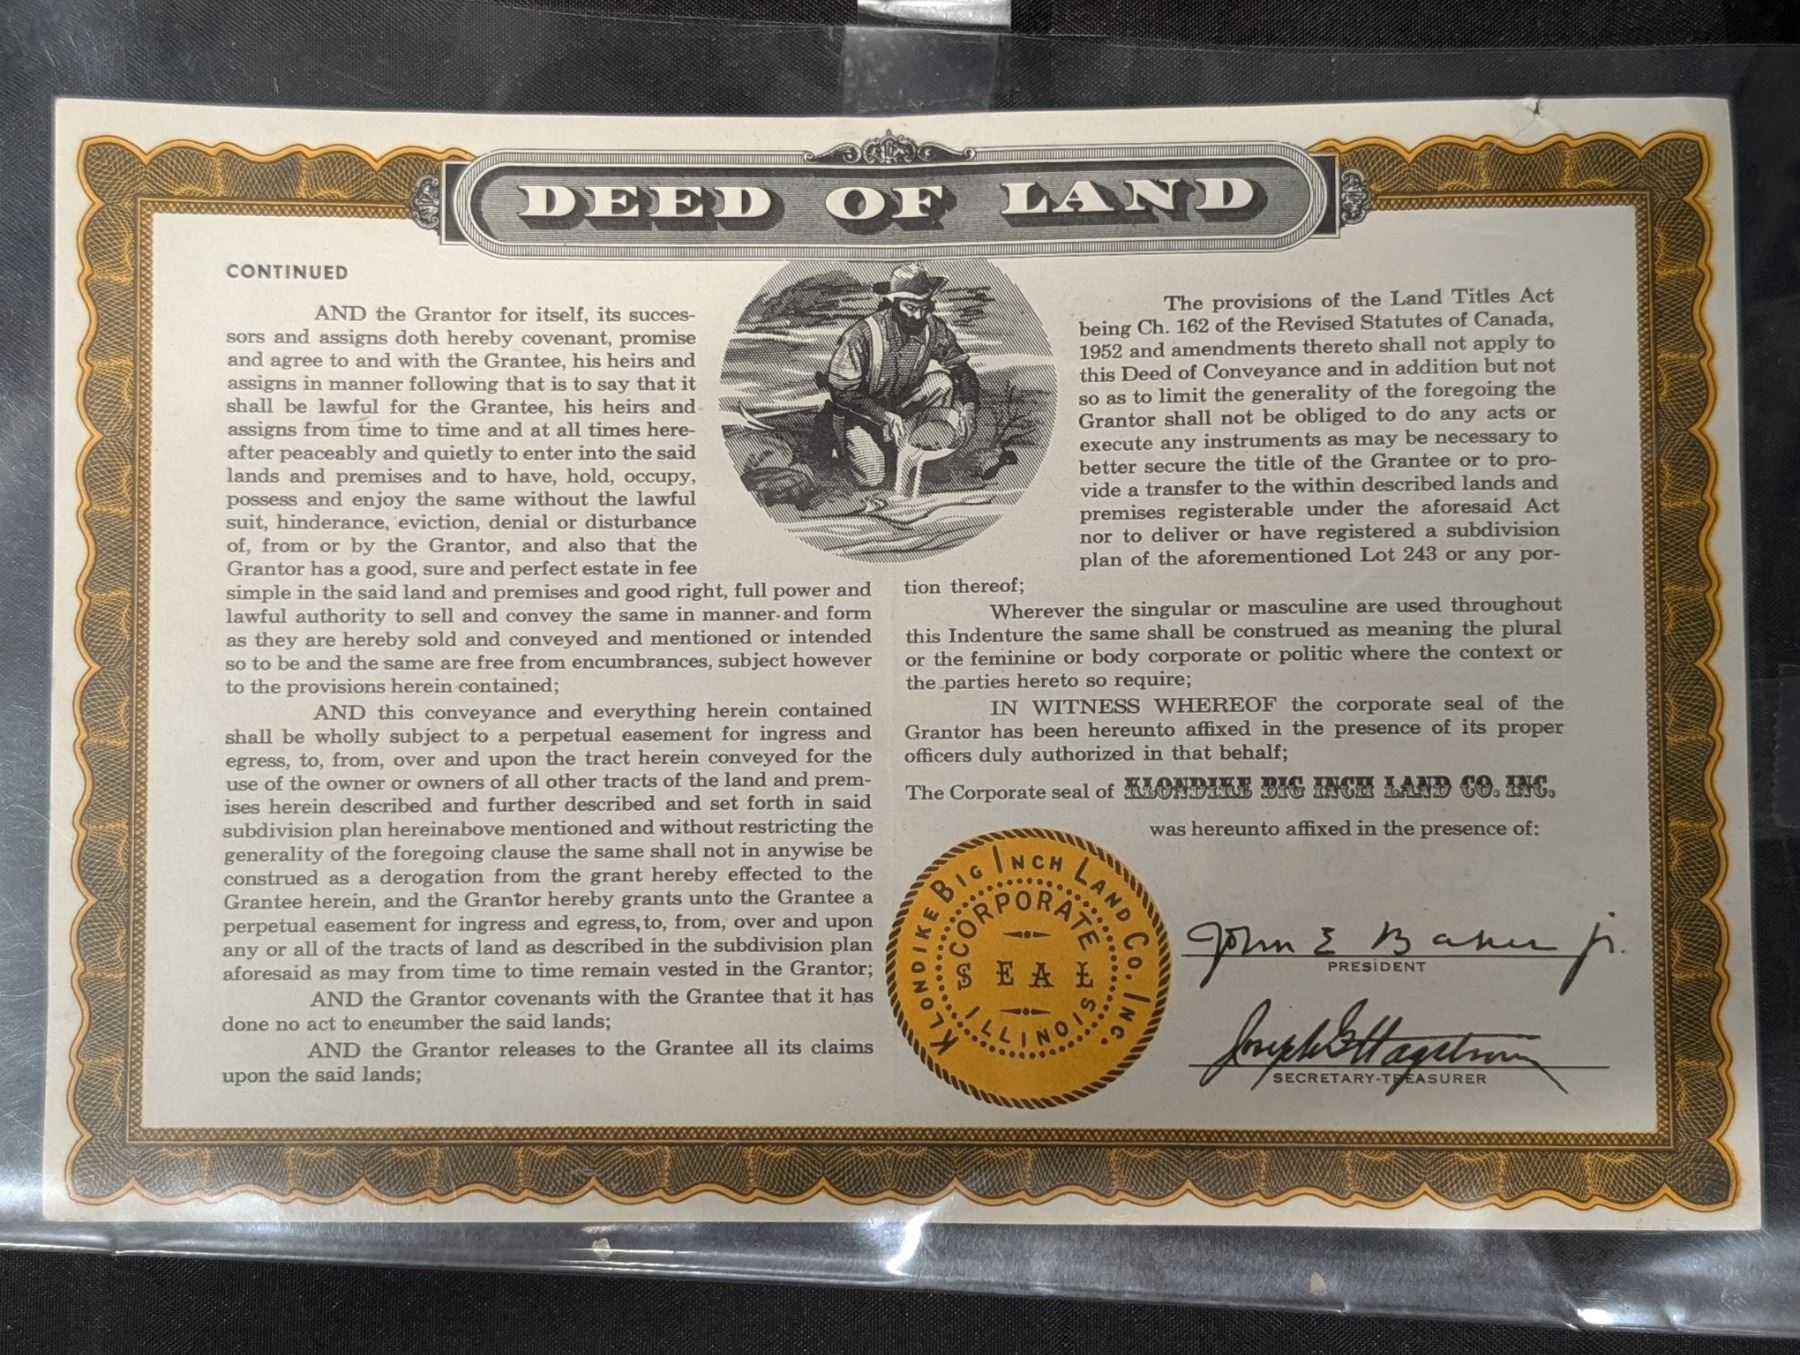 DEED OF LAND
CONTINUED
AND the Grantor for itself, its succes-
sors and assigns doth hereby covenant, promise
and agree to and with the Grantee, his heirs and
assigns in manner following that is to say that it
shall be lawful for the Grantee, his heirs and
assigns from time to time and at all times here-
after peaceably and quietly to enter into the said
lands and premises and to have, hold, occupy,
possess and enjoy the same without the lawful
suit, hinderance, eviction, denial or disturbance
of, from or by the Grantor, and also that the
Grantor has a good, sure and perfect estate in fee
simple in the said land and premises and good right, full power and
lawful authority to sell and convey the same in manner and form
as they are hereby sold and conveyed and mentioned or intended
so to be and the same are free from encumbrances, subject however
to the provisions herein contained;
AND this conveyance and everything herein contained
shall be wholly subject to a perpetual easement for ingress and
egress, to, from, over and upon the tract herein conveyed for the
use of the owner or owners of all other tracts of the land and prem-
ises herein described and further described and set forth in said
subdivision plan hereinabove mentioned and without restricting the
generality of the foregoing clause the same shall not in anywise be
construed as a derogation from the grant hereby effected to the
Grantee herein, and the Grantor hereby grants unto the Grantee a
perpetual easement for ingress and egress, to, from, over and upon
any or all of the tracts of land as described in the subdivision plan
aforesaid as may from time to time remain vested in the Grantor;
AND the Grantor covenants with the Grantee that it has
done no act to encumber the said lands;
AND the Grantor releases to the Grantee all its claims
upon the said lands;
The provisions of the Land Titles Act
being Ch. 162 of the Revised Statutes of Canada,
1952 and amendments thereto shall not apply to
this Deed of Conveyance and in addition but not
so as to limit the generality of the foregoing the
Grantor shall not be obliged to do any acts or
execute any instruments as may be necessary to
better secure the title of the Grantee or to pro-
vide a transfer to the within described lands and
premises registerable under the aforesaid Act
nor to deliver or have registered a subdivision
plan of the aforementioned Lot 243 or any por-
tion thereof;
Wherever the singular or masculine are used throughout
this Indenture the same shall be construed as meaning the plural
or the feminine or body corporate or politic where the context or
the parties hereto so require;
IN WITNESS WHEREOF the corporate seal of the
Grantor has been hereunto affixed in the presence of its proper
officers duly authorized in that behalf;
The Corporate seal of KLONDIKE BIG INCH LAND CO. INC.
was hereunto affixed in the presence of:
KLONDIKE BIG INCH LAND CO. INC.
CORPORATE
SEAL
ILLINOIS
John E Baker jr.
PRESIDENT
Joseph G Hagstrom
SECRETARY-TREASURER